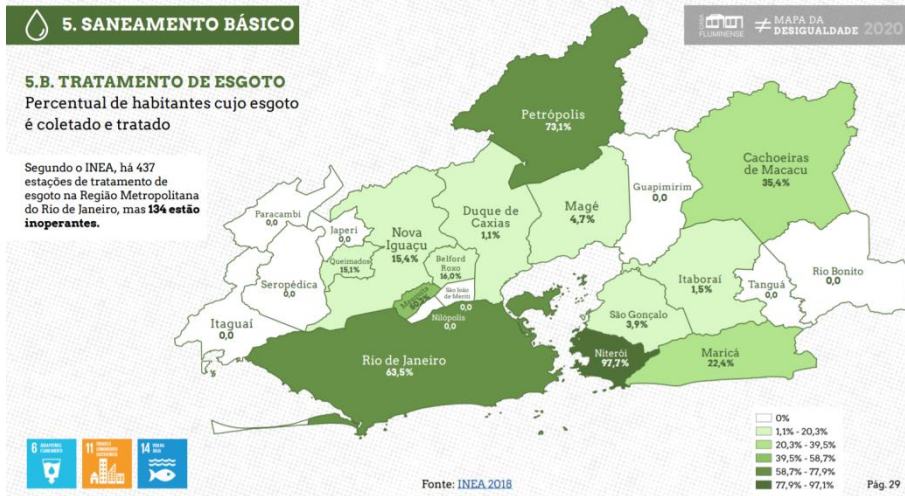 5. SANEAMENTO BÁSICO
CASA
FLUMINENSE
≠ MAPA DA
DESIGUALDADE 2020
5.B. TRATAMENTO DE ESGOTO
Percentual de habitantes cujo esgoto
é coletado e tratado
Segundo o INEA, há 437
estações de tratamento de
esgoto na Região Metropolitana
do Rio de Janeiro, mas 134 estão
inoperantes.
Petrópolis
73,1%
Cachoeiras
de Macacu
35,4%
Guapimirim
0,0
Magé
4,7%
Duque de
Caxias
1,1%
Paracambi
0,0
Japeri
0,0
Nova
Iguaçu
15,4%
Queimados
15,1%
Belford
Roxo
16,0%
Seropédica
0,0
São João
de Meriti
0,0
Nilópolis
0,0
Itaguaí
0,0
Itaboraí
1,5%
Tanguá
0,0
Rio Bonito
0,0
São Gonçalo
3,9%
Rio de Janeiro
63,5%
Niterói
97,7%
Maricá
22,4%
0%
1,1% - 20,3%
20,3% - 39,5%
39,5% - 58,7%
58,7% - 77,9%
77,9% - 97,1%
6
11
14
Fonte: INEA 2018
Pág. 29